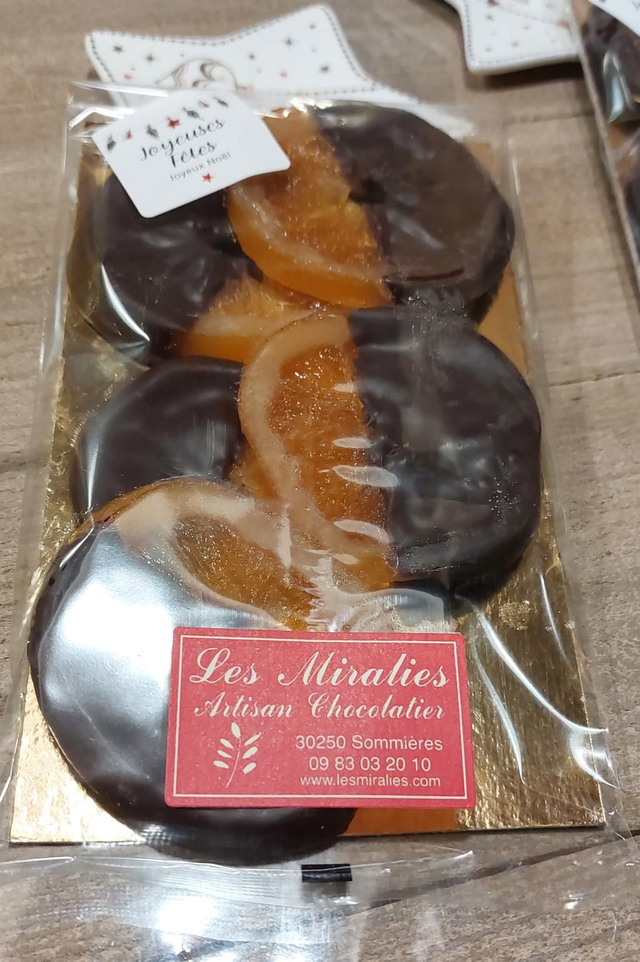 Joyeuses
Fêtes
Joyeux Noël
Les Miralies
Artisan Chocolatier
30250 Sommières
09 83 03 20 10
www.lesmiralies.com